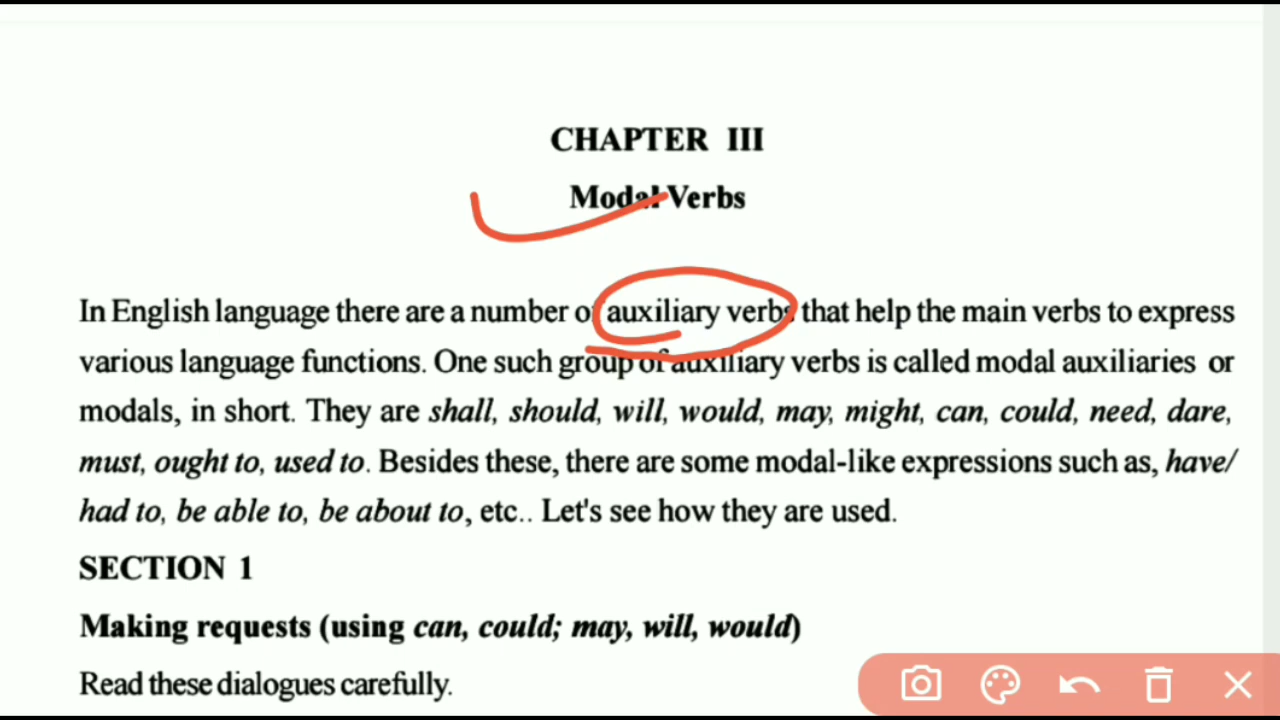 CHAPTER III
Modal Verbs
In English language there are a number of auxiliary verbs that help the main verbs to express
various language functions. One such group of auxiliary verbs is called modal auxiliaries or
modals, in short. They are shall, should, will, would, may, might, can, could, need, dare,
must, ought to, used to. Besides these, there are some modal-like expressions such as, have/
had to, be able to, be about to, etc.. Let's see how they are used.
SECTION 1
Making requests (using can, could; may, will, would)
Read these dialogues carefully.